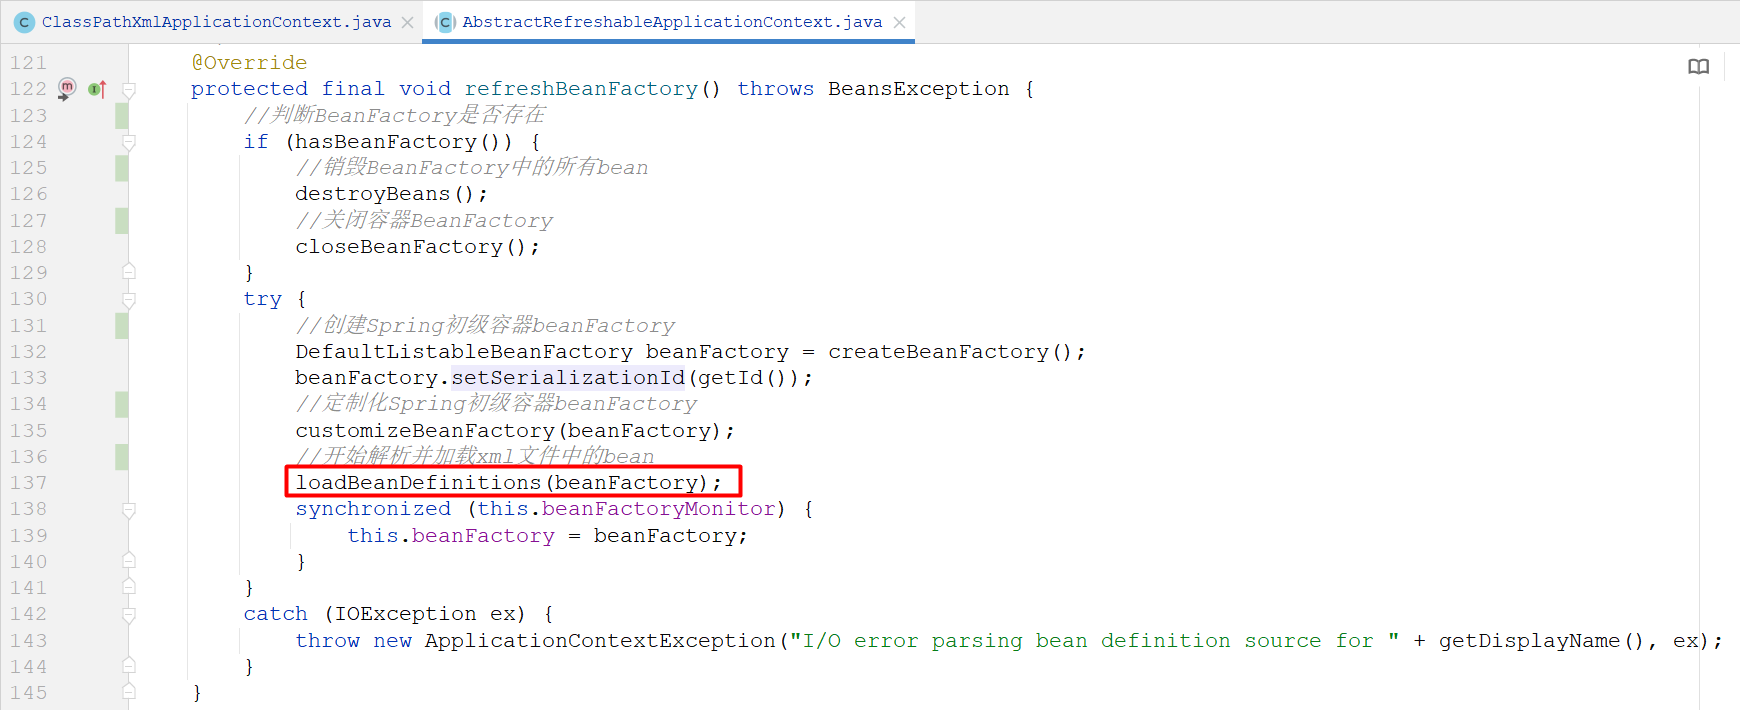 ClassPathXmlApplicationContext.java AbstractRefreshableApplicationContext.java
121 @Override
122 protected final void refreshBeanFactory() throws BeansException {
123 //判断BeanFactory是否存在
124 if (hasBeanFactory()) {
125 //销毁BeanFactory中的所有bean
126 destroyBeans();
127 //关闭容器BeanFactory
128 closeBeanFactory();
129 }
130 try {
131 //创建Spring初级容器beanFactory
132 DefaultListableBeanFactory beanFactory = createBeanFactory();
133 beanFactory.setSerializationId(getId());
134 //定制化Spring初级容器beanFactory
135 customizeBeanFactory(beanFactory);
136 //开始解析并加载xml文件中的bean
137 loadBeanDefinitions(beanFactory);
138 synchronized (this.beanFactoryMonitor) {
139 this.beanFactory = beanFactory;
140 }
141 }
142 catch (IOException ex) {
143 throw new ApplicationContextException("I/O error parsing bean definition source for " + getDisplayName(), ex);
144 }
145 }